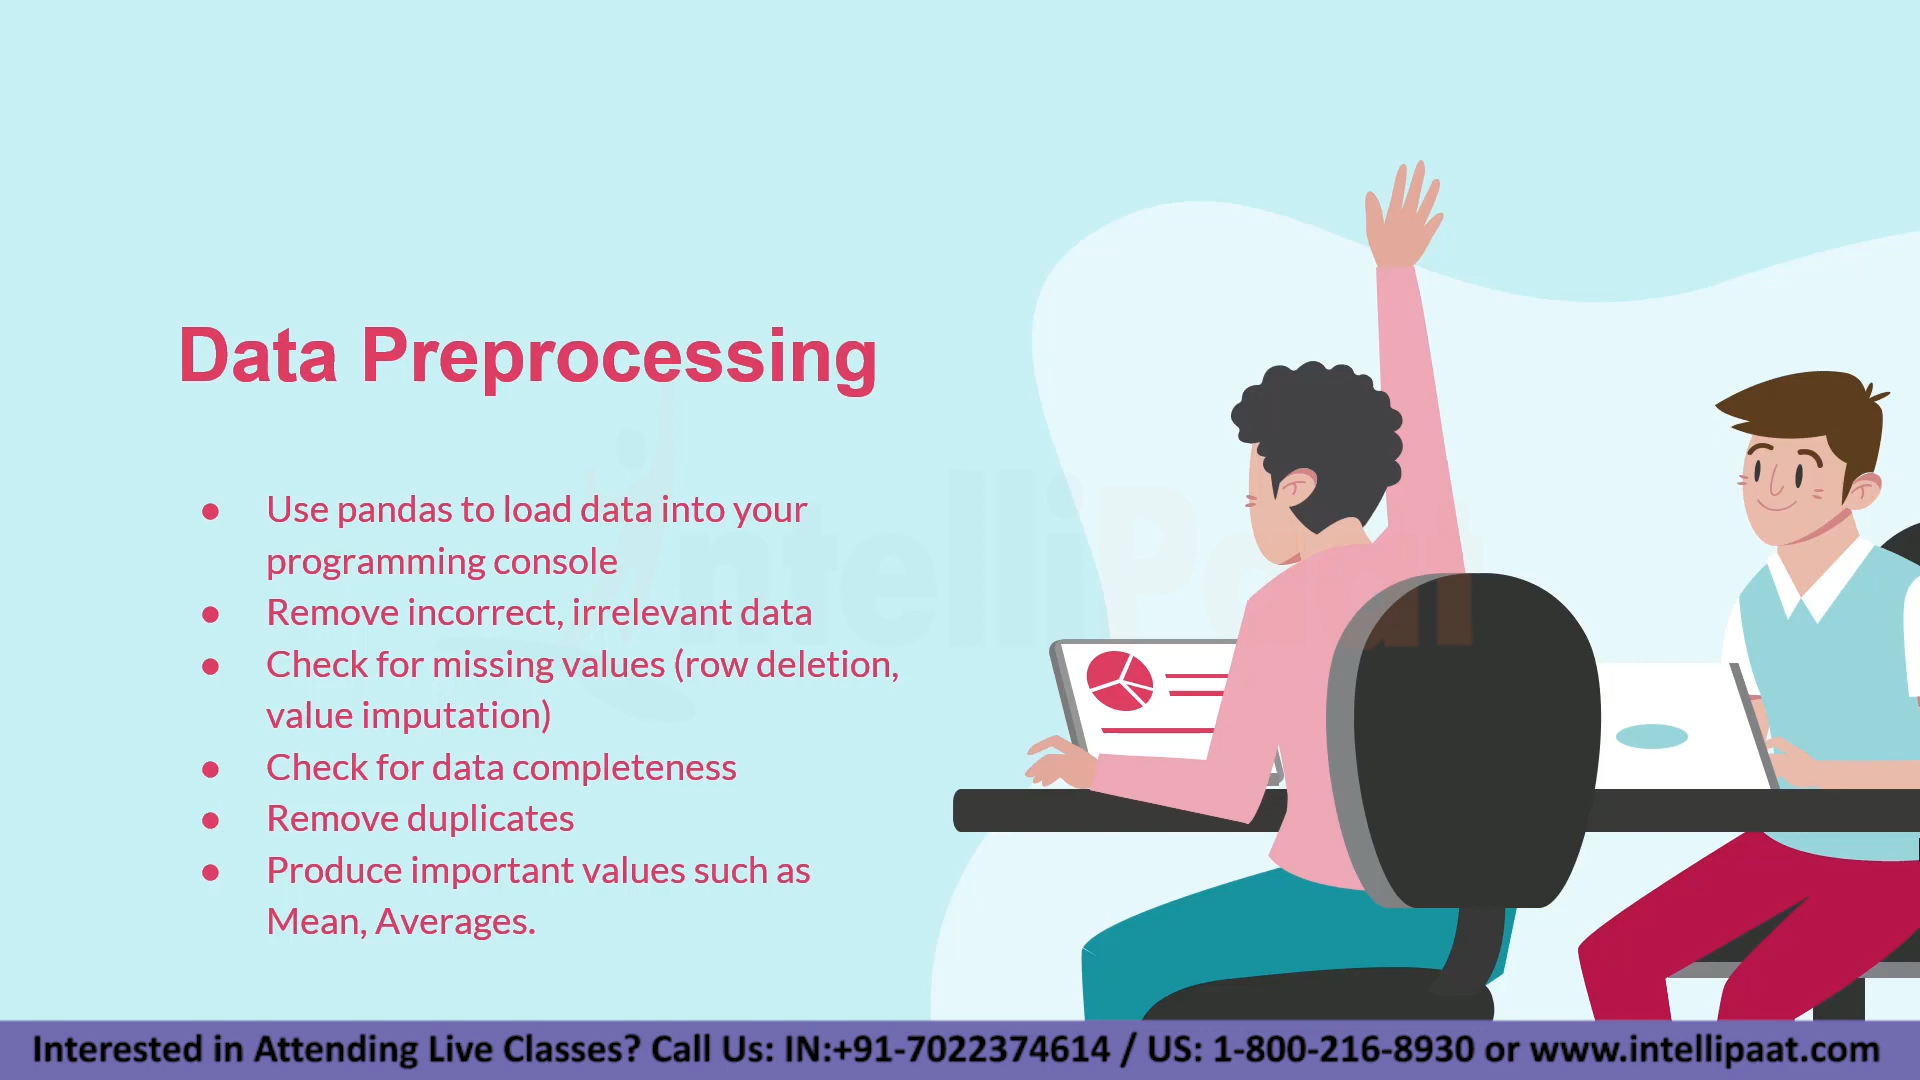 Data Preprocessing
● Use pandas to load data into your
programming console
● Remove incorrect, irrelevant data
● Check for missing values (row deletion,
value imputation)
● Check for data completeness
● Remove duplicates
● Produce important values such as
Mean, Averages.
IntelliPaat
Interested in Attending Live Classes? Call Us: IN:+91-7022374614 / US: 1-800-216-8930 or www.intellipaat.com